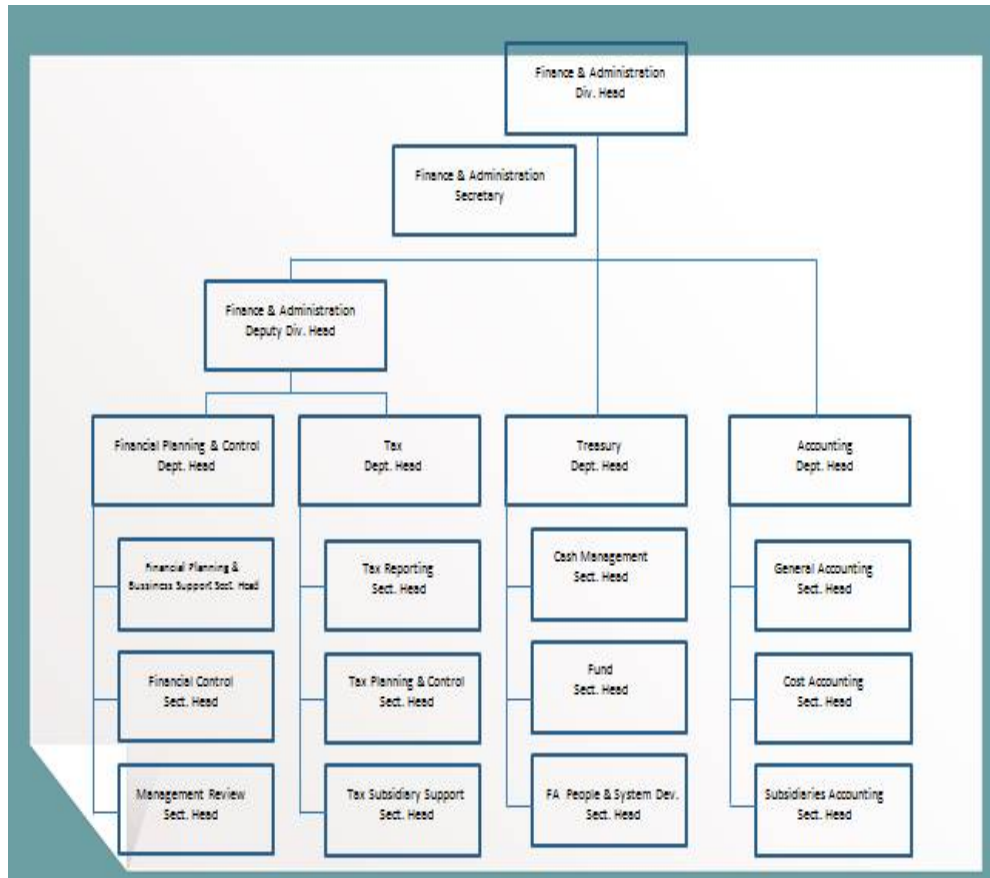 Finance & Administration
Div. Head
Finance & Administration
Secretary
Finance & Administration
Deputy Div. Head
Financial Planning & Control
Dept. Head
Tax
Dept. Head
Treasury
Dept. Head
Accounting
Dept. Head
Financial Planning &
Bussiness Support Sect. Head
Tax Reporting
Sect. Head
Cash Management
Sect. Head
General Accounting
Sect. Head
Financial Control
Sect. Head
Tax Planning & Control
Sect. Head
Fund
Sect. Head
Cost Accounting
Sect. Head
Management Review
Sect. Head
Tax Subsidiary Support
Sect. Head
FA People & System Dev.
Sect. Head
Subsidiaries Accounting
Sect. Head